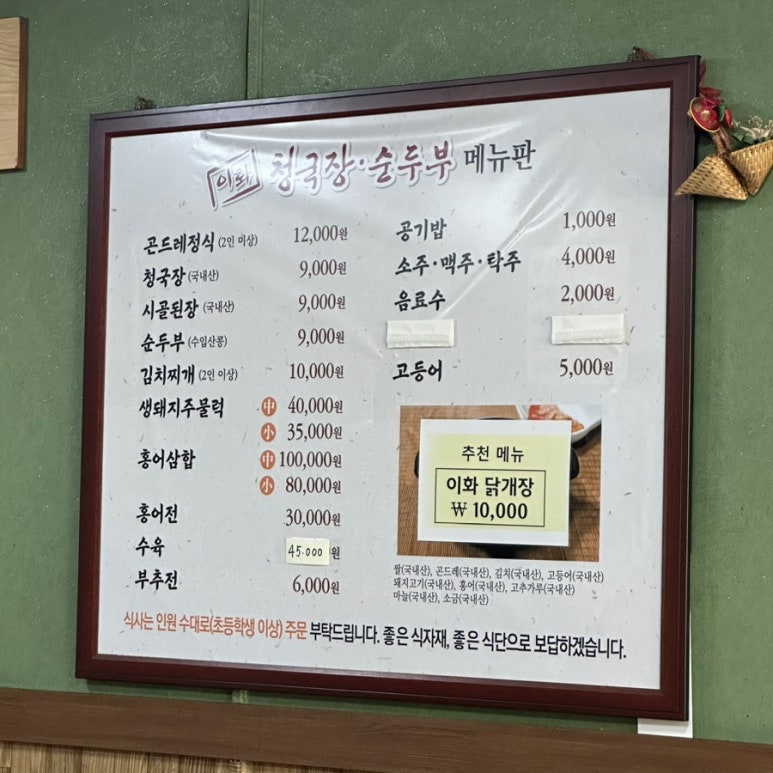 이화 청국장·순두부 메뉴판
곤드레정식 (2인 이상) 12,000원
청국장 (국내산) 9,000원
시골된장 (국내산) 9,000원
순두부 (수입산콩) 9,000원
김치찌개 (2인 이상) 10,000원
생돼지주물럭 中 40,000원
小 35,000원
홍어삼합 中 100,000원
小 80,000원
홍어전 30,000원
수육 45.000 원
부추전 6,000원
공기밥 1,000원
소주·맥주·탁주 4,000원
음료수 2,000원
고등어 5,000원
추천 메뉴
이화 닭개장
₩ 10,000
쌀(국내산), 곤드레(국내산), 김치(국내산), 고등어(국내산)
돼지고기(국내산), 홍어(국내산), 고추가루(국내산)
마늘(국내산), 소금(국내산)
식사는 인원 수대로(초등학생 이상) 주문 부탁드립니다. 좋은 식자재, 좋은 식단으로 보답하겠습니다.